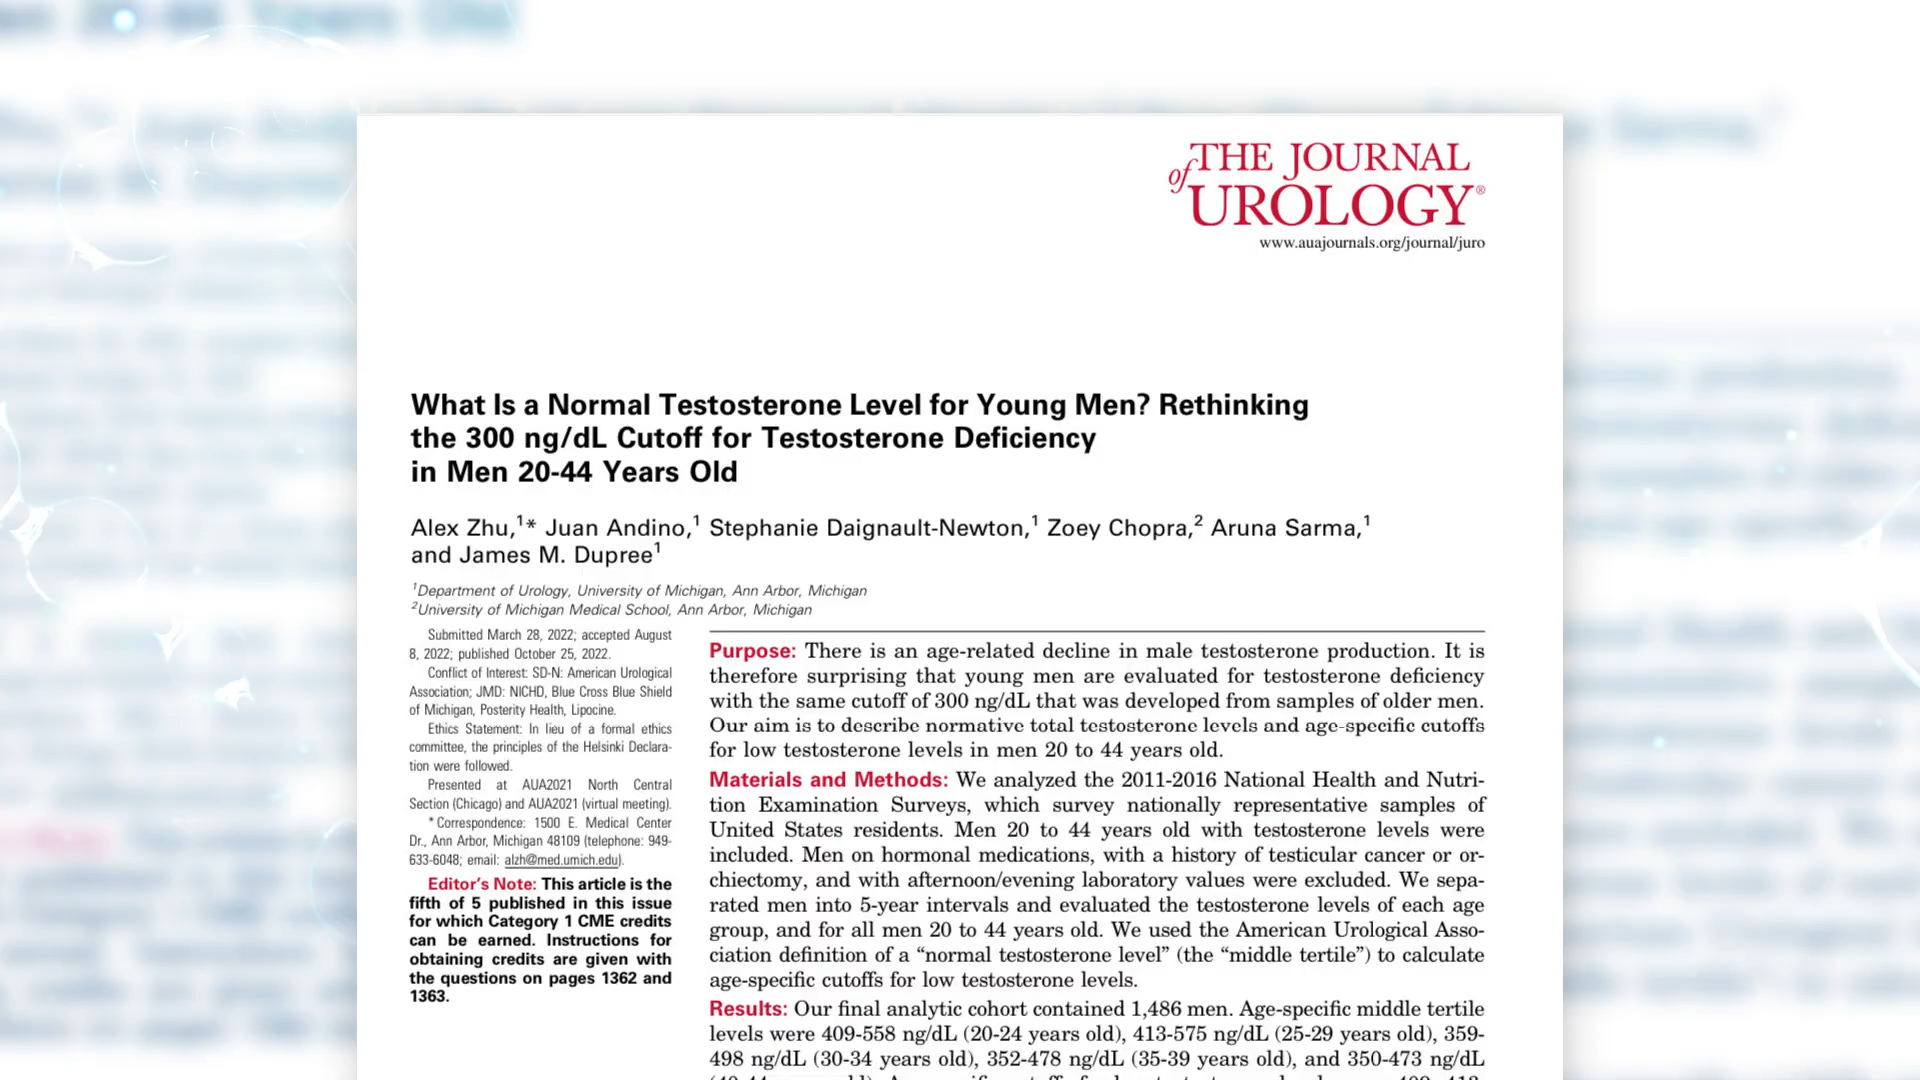 THE JOURNAL
of UROLOGY®
www.auajournals.org/journal/juro
What Is a Normal Testosterone Level for Young Men? Rethinking
the 300 ng/dL Cutoff for Testosterone Deficiency
in Men 20-44 Years Old
Alex Zhu,¹* Juan Andino,¹ Stephanie Daignault-Newton,¹ Zoey Chopra,² Aruna Sarma,¹
and James M. Dupree¹
¹Department of Urology, University of Michigan, Ann Arbor, Michigan
²University of Michigan Medical School, Ann Arbor, Michigan
Submitted March 28, 2022; accepted August
8, 2022; published October 25, 2022.
Conflict of Interest: SD-N: American Urological
Association; JMD: NICHD, Blue Cross Blue Shield
of Michigan, Posterity Health, Lipocine.
Ethics Statement: In lieu of a formal ethics
committee, the principles of the Helsinki Declara-
tion were followed.
Presented at AUA2021 North Central
Section (Chicago) and AUA2021 (virtual meeting).
* Correspondence: 1500 E. Medical Center
Dr., Ann Arbor, Michigan 48109 (telephone: 949-
633-6048; email: alzh@med.umich.edu).
Editor's Note: This article is the
fifth of 5 published in this issue
for which Category 1 CME credits
can be earned. Instructions for
obtaining credits are given with
the questions on pages 1362 and
1363.
Purpose: There is an age-related decline in male testosterone production. It is
therefore surprising that young men are evaluated for testosterone deficiency
with the same cutoff of 300 ng/dL that was developed from samples of older men.
Our aim is to describe normative total testosterone levels and age-specific cutoffs
for low testosterone levels in men 20 to 44 years old.
Materials and Methods: We analyzed the 2011-2016 National Health and Nutri-
tion Examination Surveys, which survey nationally representative samples of
United States residents. Men 20 to 44 years old with testosterone levels were
included. Men on hormonal medications, with a history of testicular cancer or or-
chiectomy, and with afternoon/evening laboratory values were excluded. We sepa-
rated men into 5-year intervals and evaluated the testosterone levels of each age
group, and for all men 20 to 44 years old. We used the American Urological Asso-
ciation definition of a “normal testosterone level” (the “middle tertile”) to calculate
age-specific cutoffs for low testosterone levels.
Results: Our final analytic cohort contained 1,486 men. Age-specific middle tertile
levels were 409-558 ng/dL (20-24 years old), 413-575 ng/dL (25-29 years old), 359-
498 ng/dL (30-34 years old), 352-478 ng/dL (35-39 years old), and 350-473 ng/dL